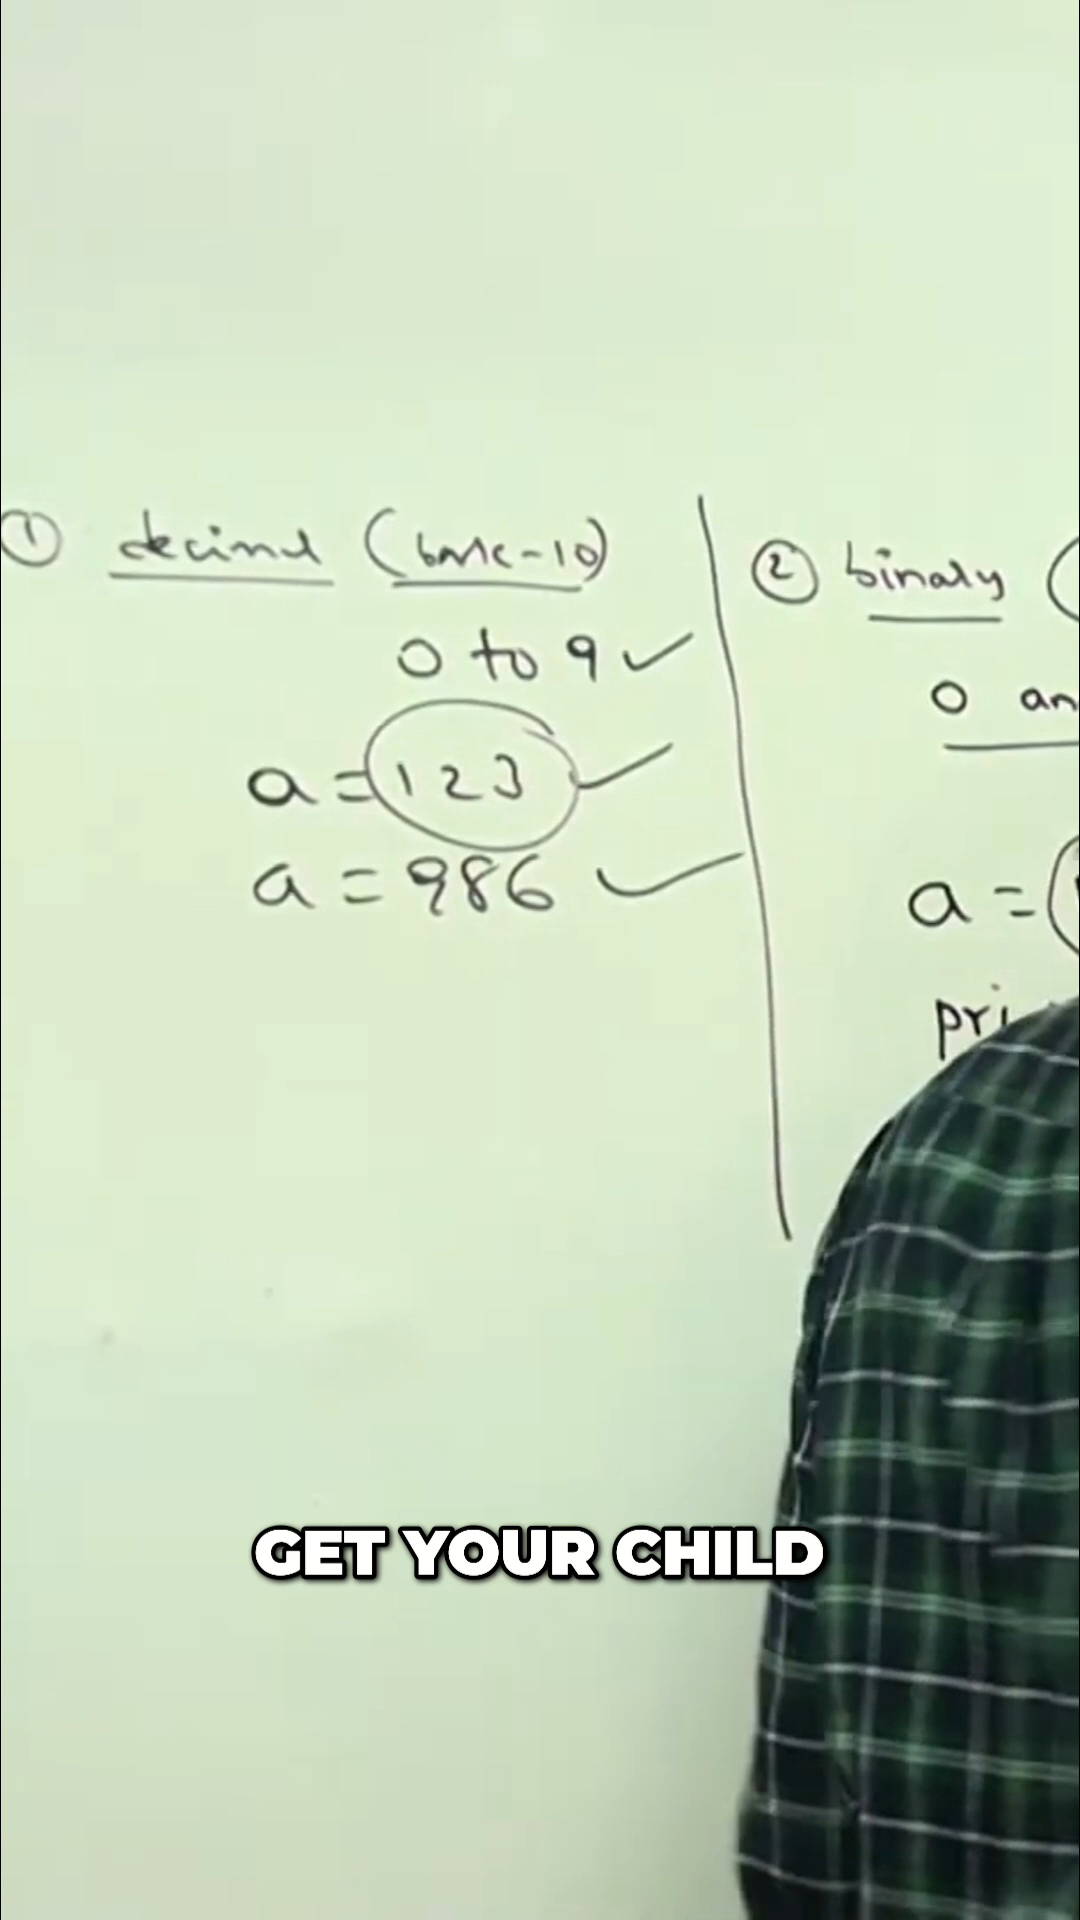 ① decimal (base-10)
0 to 9 ✓
a = 123 ✓
a = 986 ✓
② binary (
0 an
a = (
pri
GET YOUR CHILD